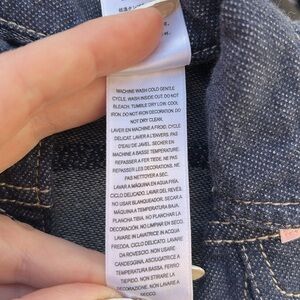 MACHINE WASH COLD GENTLE
CYCLE. WASH INSIDE OUT. DO NOT
BLEACH. TUMBLE DRY LOW. COOL
IRON. DO NOT IRON DECORATION. DO
NOT DRY CLEAN.
LAVER EN MACHINE A FROID. CYCLE
DELICAT. LAVER A L'ENVERS. PAS
D'EAU DE JAVEL. SECHER EN
MACHINE A BASSE TEMPERATURE.
REPASSER A FER TIEDE. NE PAS
REPASSER LES DECORATIONS. NE
PAS NETTOYER A SEC.
LAVAR A MÁQUINA EN AGUA FRÍA.
CICLO DELICADO. LAVAR DEL REVÉS.
NO USAR BLANQUEADOR. SECAR A
MÁQUINA A TEMPERATURA BAJA.
PLANCHA TIBIA. NO PLANCHAR LA
DECORACIÓN. NO LIMPIAR EN SECO.
LAVARE IN LAVATRICE IN ACQUA
FREDDA, CICLO DELICATO. LAVARE
DA ROVESCIO. NON USARE
CANDEGGINA. ASCIUGATRICE A
TEMPERATURA BASSA. FERRO
TIEPIDO. NON STIRARE LA
DECORAZIONE. NON LAVARE A
SECCO.